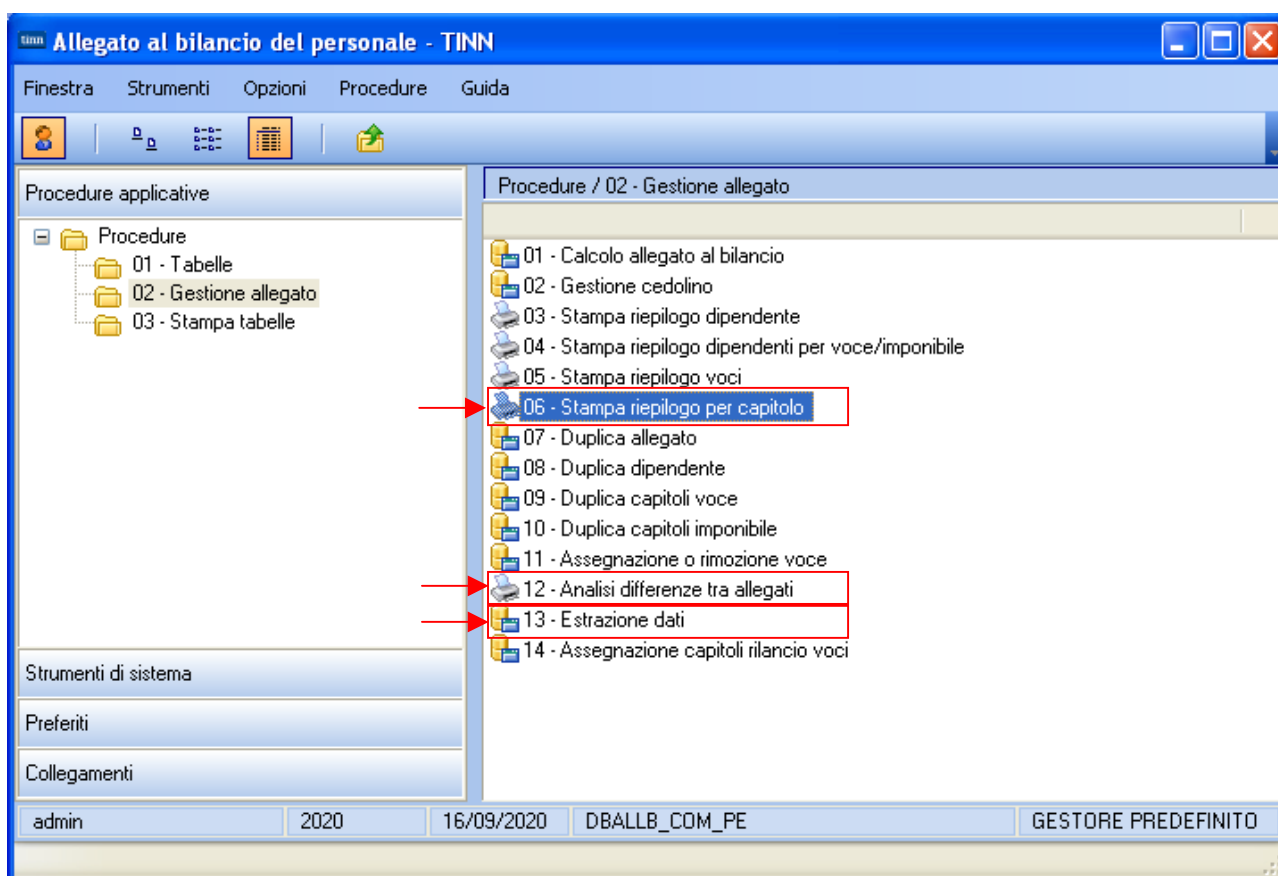 tinn Allegato al bilancio del personale - TINN
Finestra Strumenti Opzioni Procedure Guida
Procedure applicative
Procedure / 02 - Gestione allegato
Procedure
01 - Tabelle
02 - Gestione allegato
03 - Stampa tabelle
01 - Calcolo allegato al bilancio
02 - Gestione cedolino
03 - Stampa riepilogo dipendente
04 - Stampa riepilogo dipendenti per voce/imponibile
05 - Stampa riepilogo voci
06 - Stampa riepilogo per capitolo
07 - Duplica allegato
08 - Duplica dipendente
09 - Duplica capitoli voce
10 - Duplica capitoli imponibile
11 - Assegnazione o rimozione voce
12 - Analisi differenze tra allegati
13 - Estrazione dati
14 - Assegnazione capitoli rilancio voci
Strumenti di sistema
Preferiti
Collegamenti
admin 2020 16/09/2020 DBALLB_COM_PE GESTORE PREDEFINITO